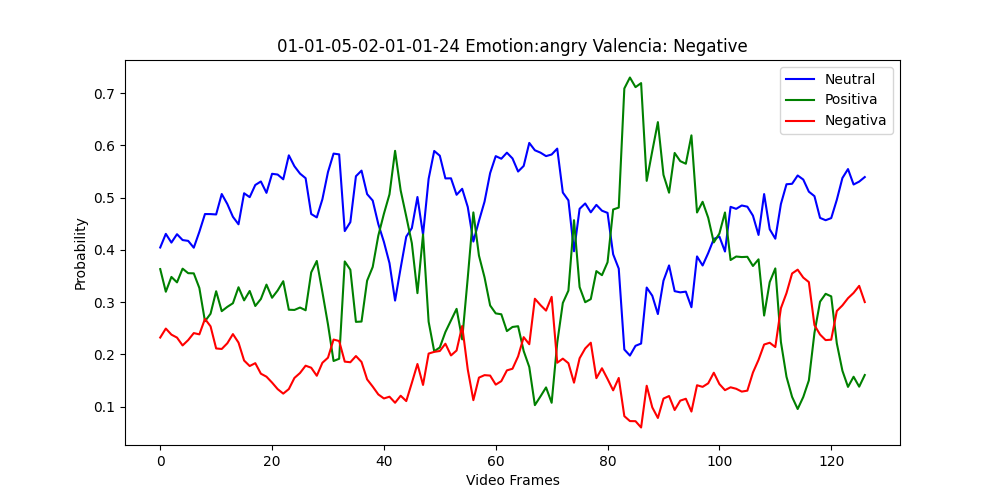 01-01-05-02-01-01-24 Emotion:angry Valencia: Negative
Neutral
Positiva
Negativa
Probability
0.7
0.6
0.5
0.4
0.3
0.2
0.1
0 20 40 60 80 100 120
Video Frames